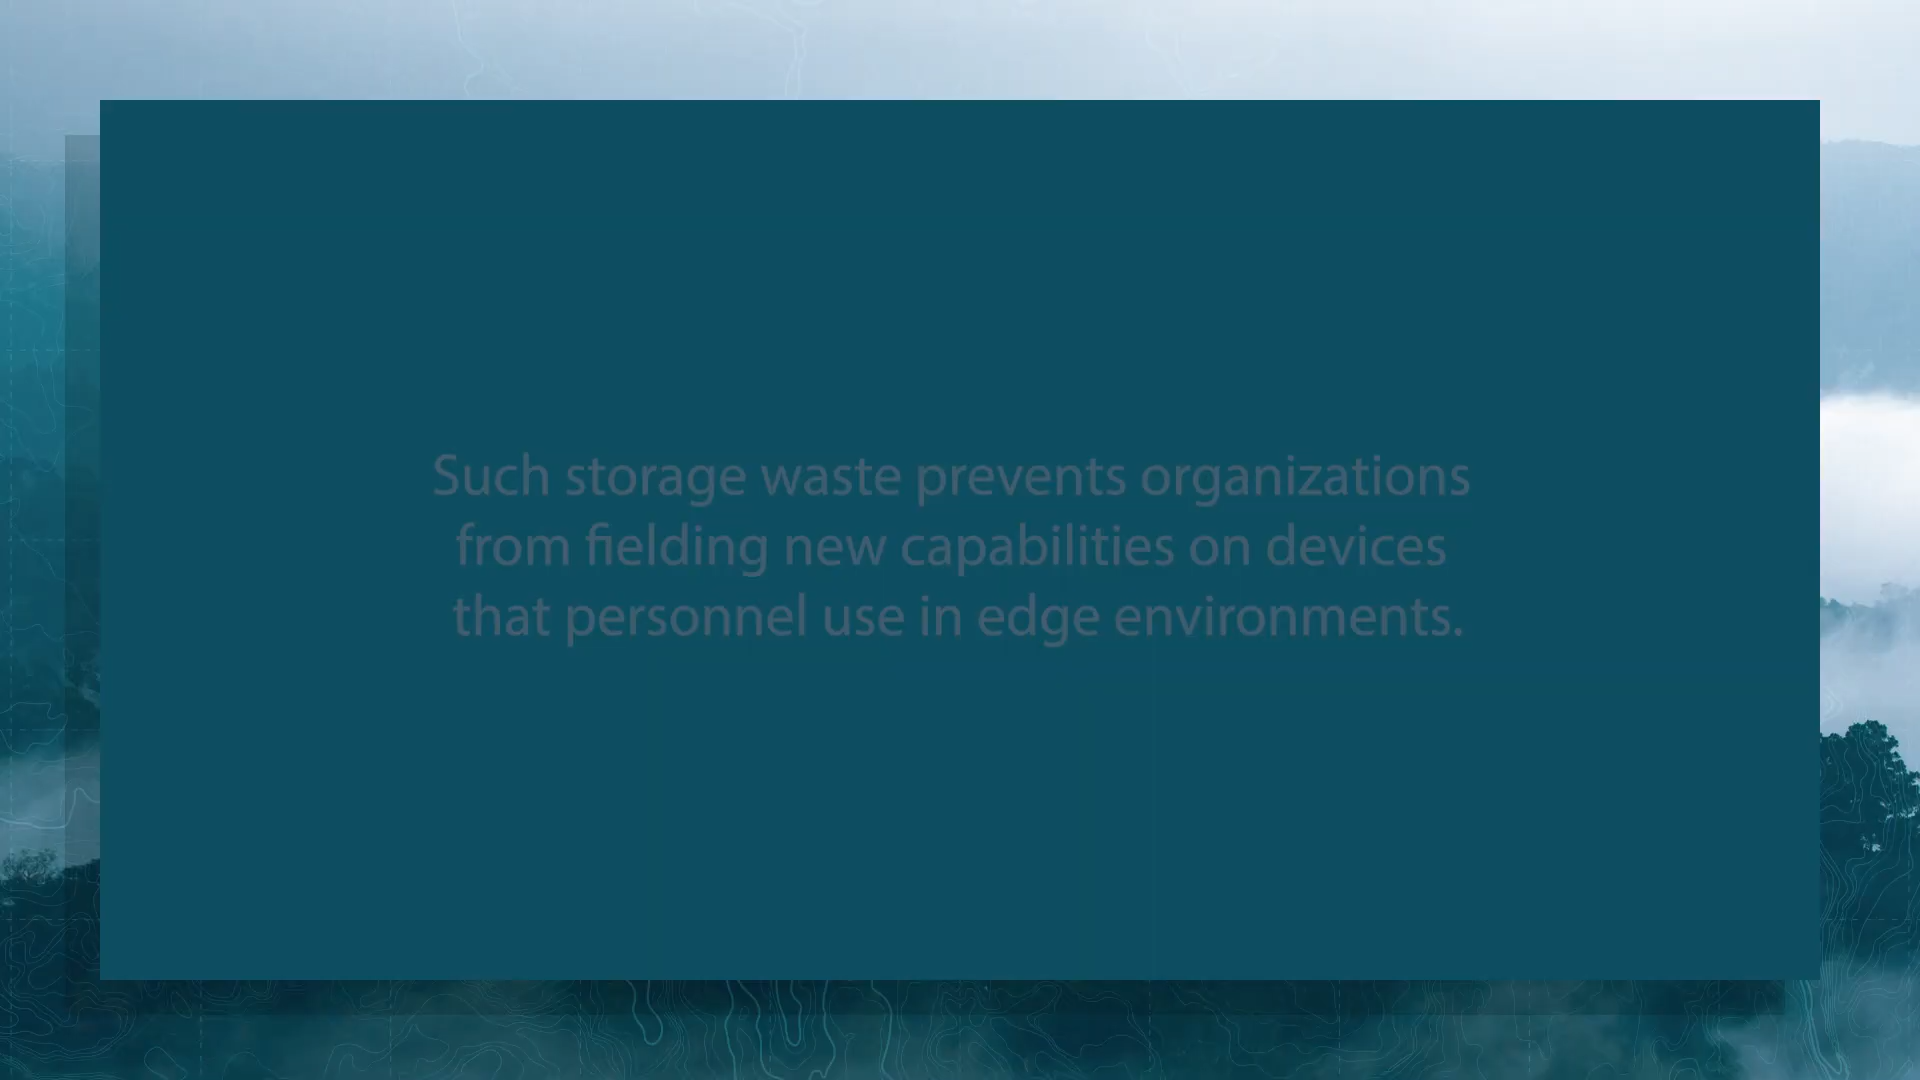 Such storage waste prevents organizations
from fielding new capabilities on devices
that personnel use in edge environments.